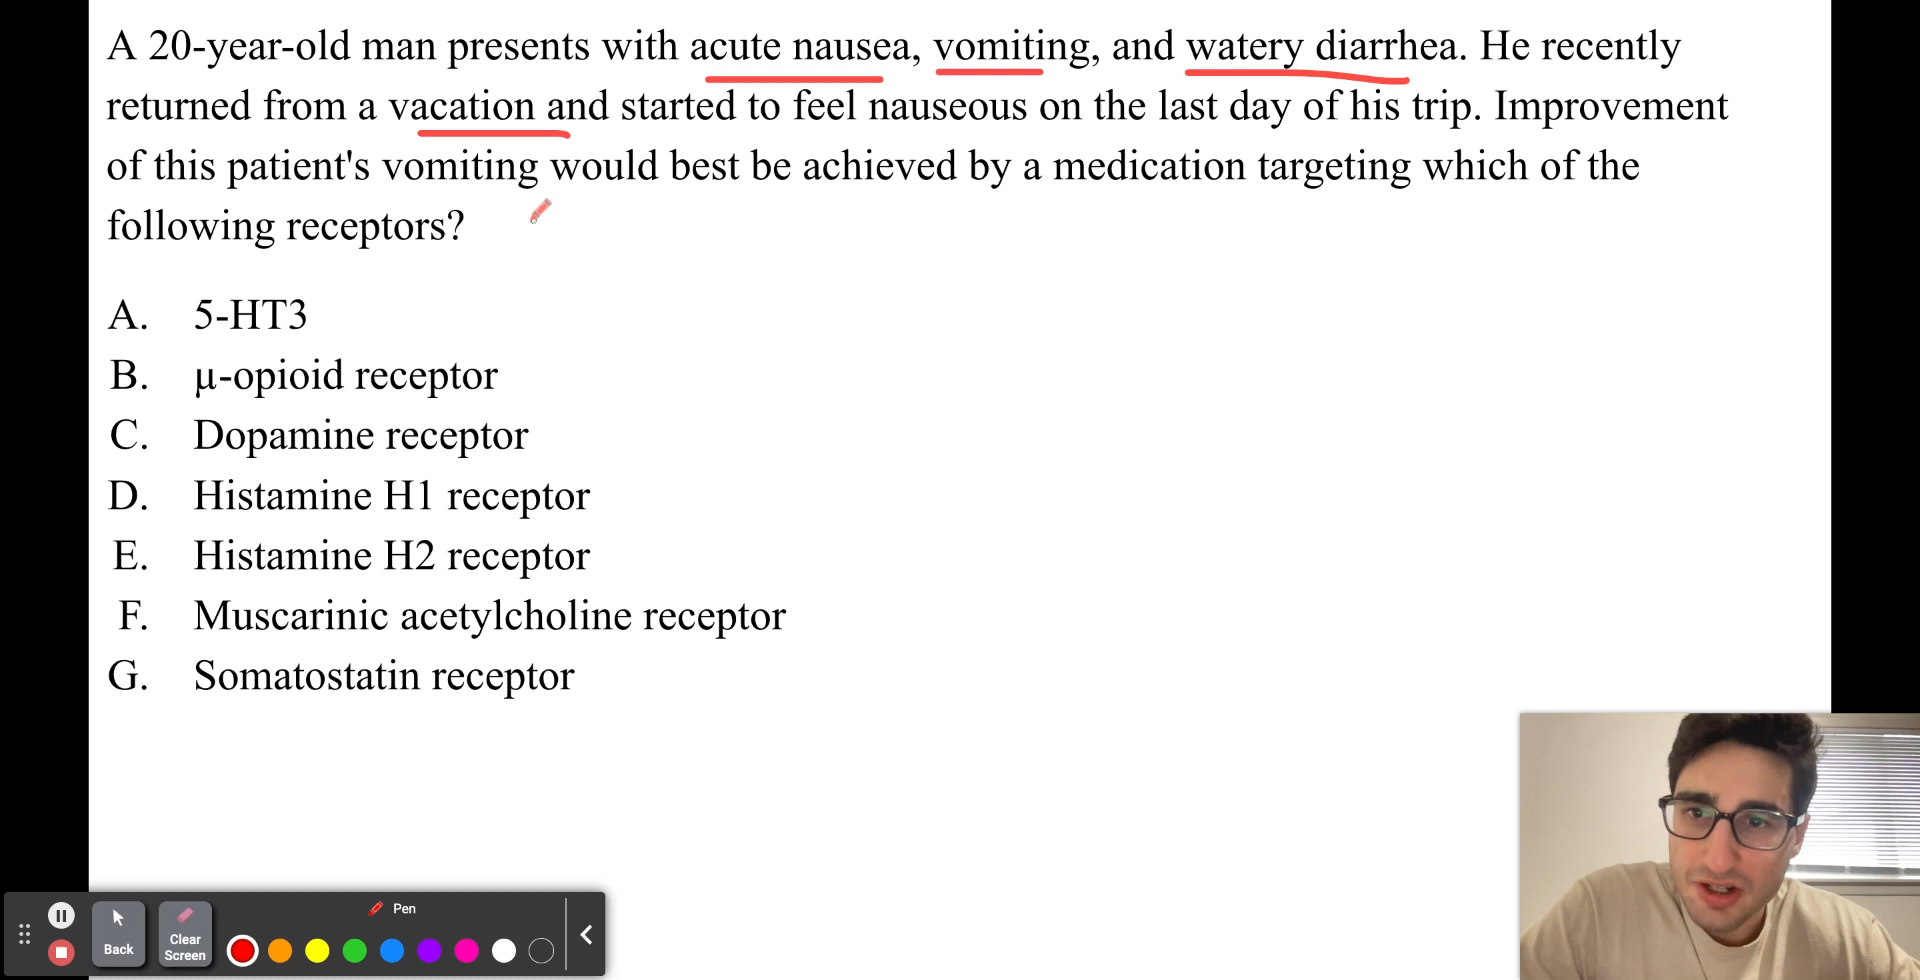 A 20-year-old man presents with acute nausea, vomiting, and watery diarrhea. He recently
returned from a vacation and started to feel nauseous on the last day of his trip. Improvement
of this patient's vomiting would best be achieved by a medication targeting which of the
following receptors?
A. 5-HT3
B. μ-opioid receptor
C. Dopamine receptor
D. Histamine H1 receptor
E. Histamine H2 receptor
F. Muscarinic acetylcholine receptor
G. Somatostatin receptor
Pen
Back
Clear
Screen